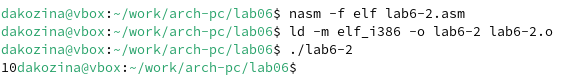 dakozina@vbox:~/work/arch-pc/lab06$ nasm -f elf lab6-2.asm
dakozina@vbox:~/work/arch-pc/lab06$ ld -m elf_i386 -o lab6-2 lab6-2.o
dakozina@vbox:~/work/arch-pc/lab06$ ./lab6-2
10dakozina@vbox:~/work/arch-pc/lab06$